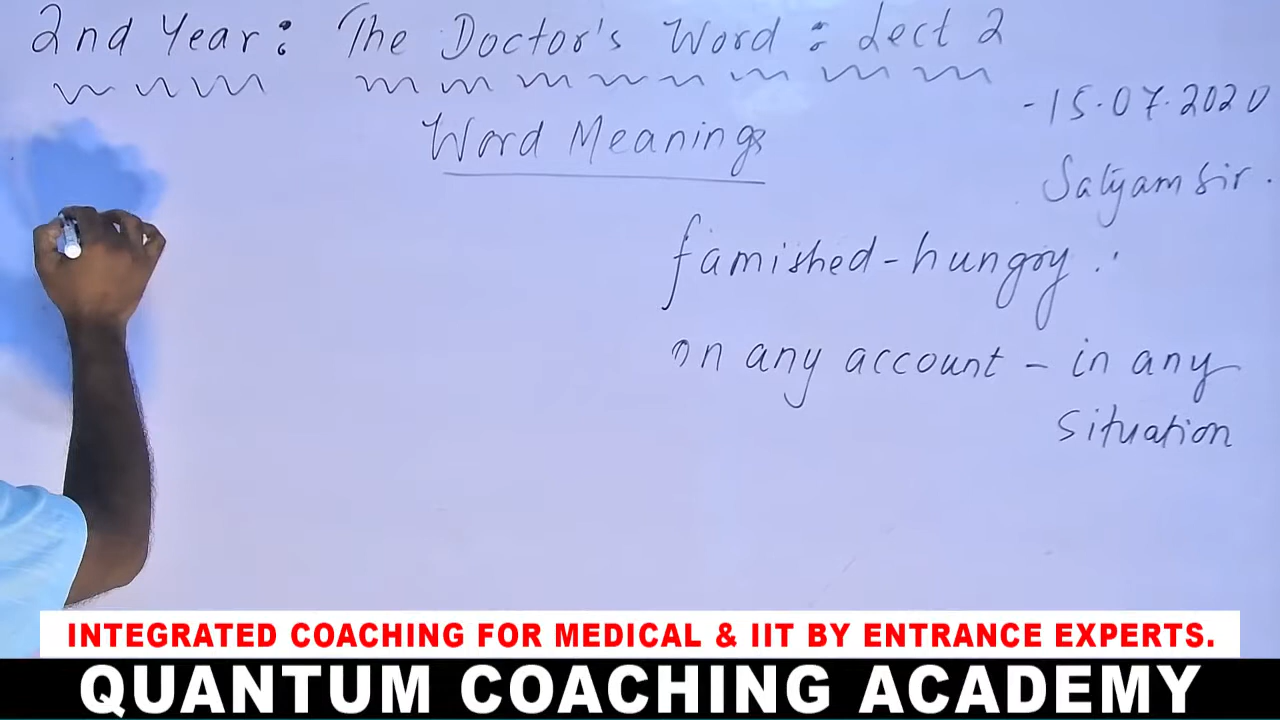 2nd Year: The Doctor's Word: Lect 2
- 15.07.2020
Word Meanings
Satyam Sir.
famished - hungry.
on any account - in any
situation
INTEGRATED COACHING FOR MEDICAL & IIT BY ENTRANCE EXPERTS.
QUANTUM COACHING ACADEMY